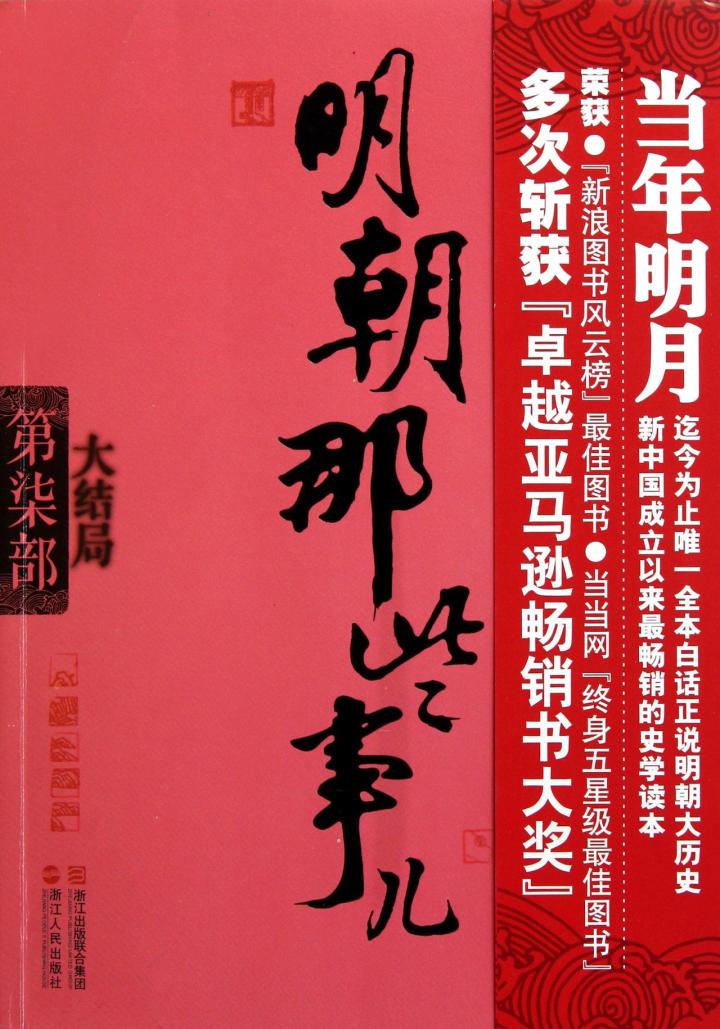 当年明月
迄今为止唯一全本白话正说明朝大历史
新中国成立以来最畅销的史学读本
荣获●『新浪图书风云榜』最佳图书●当当网『终身五星级最佳图书』
多次斩获『卓越亚马逊畅销书大奖』
明朝那些事儿
大结局
第柒部
浙江出版联合集团
浙江人民出版社